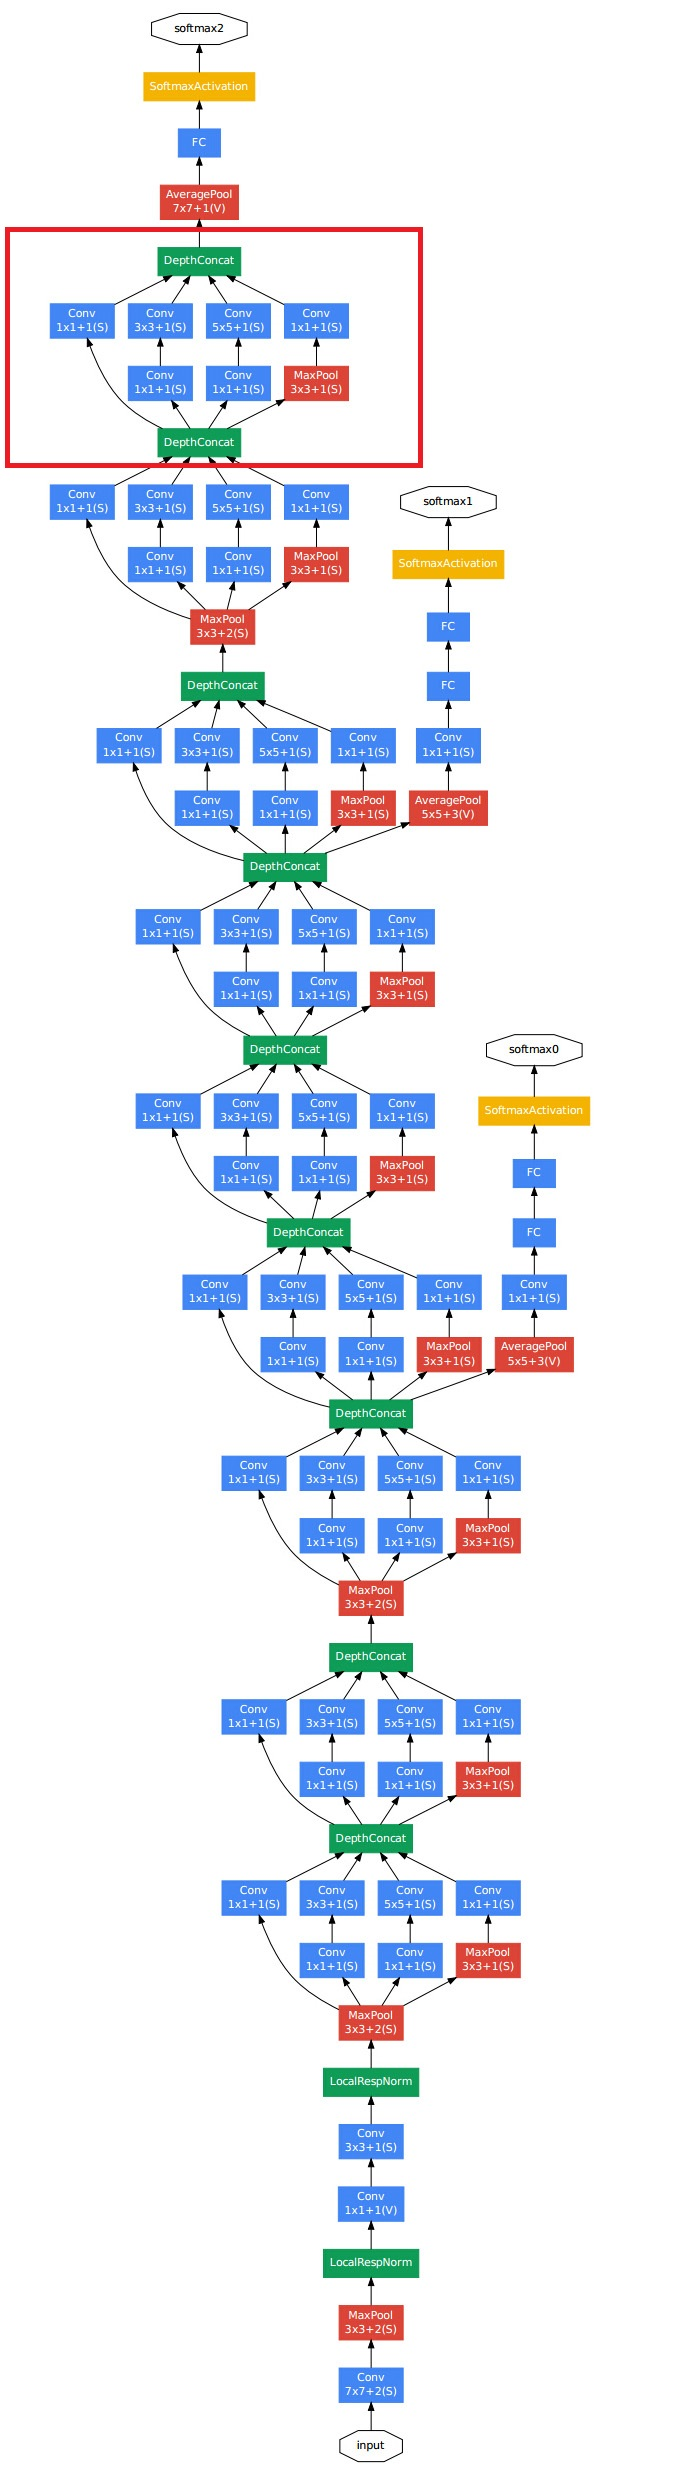 softmax2
SoftmaxActivation
FC
AveragePool
7x7+1(V)
DepthConcat
Conv Conv Conv Conv
1x1+1(S) 3x3+1(S) 5x5+1(S) 1x1+1(S)
Conv Conv MaxPool
1x1+1(S) 1x1+1(S) 3x3+1(S)
DepthConcat
Conv Conv Conv Conv
1x1+1(S) 3x3+1(S) 5x5+1(S) 1x1+1(S)
softmax1
Conv Conv MaxPool SoftmaxActivation
1x1+1(S) 1x1+1(S) 3x3+1(S)
MaxPool FC
3x3+2(S)
DepthConcat FC
Conv Conv Conv Conv Conv
1x1+1(S) 3x3+1(S) 5x5+1(S) 1x1+1(S) 1x1+1(S)
Conv Conv MaxPool AveragePool
1x1+1(S) 1x1+1(S) 3x3+1(S) 5x5+3(V)
DepthConcat
Conv Conv Conv Conv
1x1+1(S) 3x3+1(S) 5x5+1(S) 1x1+1(S)
Conv Conv MaxPool
1x1+1(S) 1x1+1(S) 3x3+1(S)
DepthConcat softmax0
Conv Conv Conv Conv SoftmaxActivation
1x1+1(S) 3x3+1(S) 5x5+1(S) 1x1+1(S)
Conv Conv MaxPool FC
1x1+1(S) 1x1+1(S) 3x3+1(S)
DepthConcat FC
Conv Conv Conv Conv Conv
1x1+1(S) 3x3+1(S) 5x5+1(S) 1x1+1(S) 1x1+1(S)
Conv Conv MaxPool AveragePool
1x1+1(S) 1x1+1(S) 3x3+1(S) 5x5+3(V)
DepthConcat
Conv Conv Conv Conv
1x1+1(S) 3x3+1(S) 5x5+1(S) 1x1+1(S)
Conv Conv MaxPool
1x1+1(S) 1x1+1(S) 3x3+1(S)
MaxPool
3x3+2(S)
DepthConcat
Conv Conv Conv Conv
1x1+1(S) 3x3+1(S) 5x5+1(S) 1x1+1(S)
Conv Conv MaxPool
1x1+1(S) 1x1+1(S) 3x3+1(S)
DepthConcat
Conv Conv Conv Conv
1x1+1(S) 3x3+1(S) 5x5+1(S) 1x1+1(S)
Conv Conv MaxPool
1x1+1(S) 1x1+1(S) 3x3+1(S)
MaxPool
3x3+2(S)
LocalRespNorm
Conv
3x3+1(S)
Conv
1x1+1(V)
LocalRespNorm
MaxPool
3x3+2(S)
Conv
7x7+2(S)
input